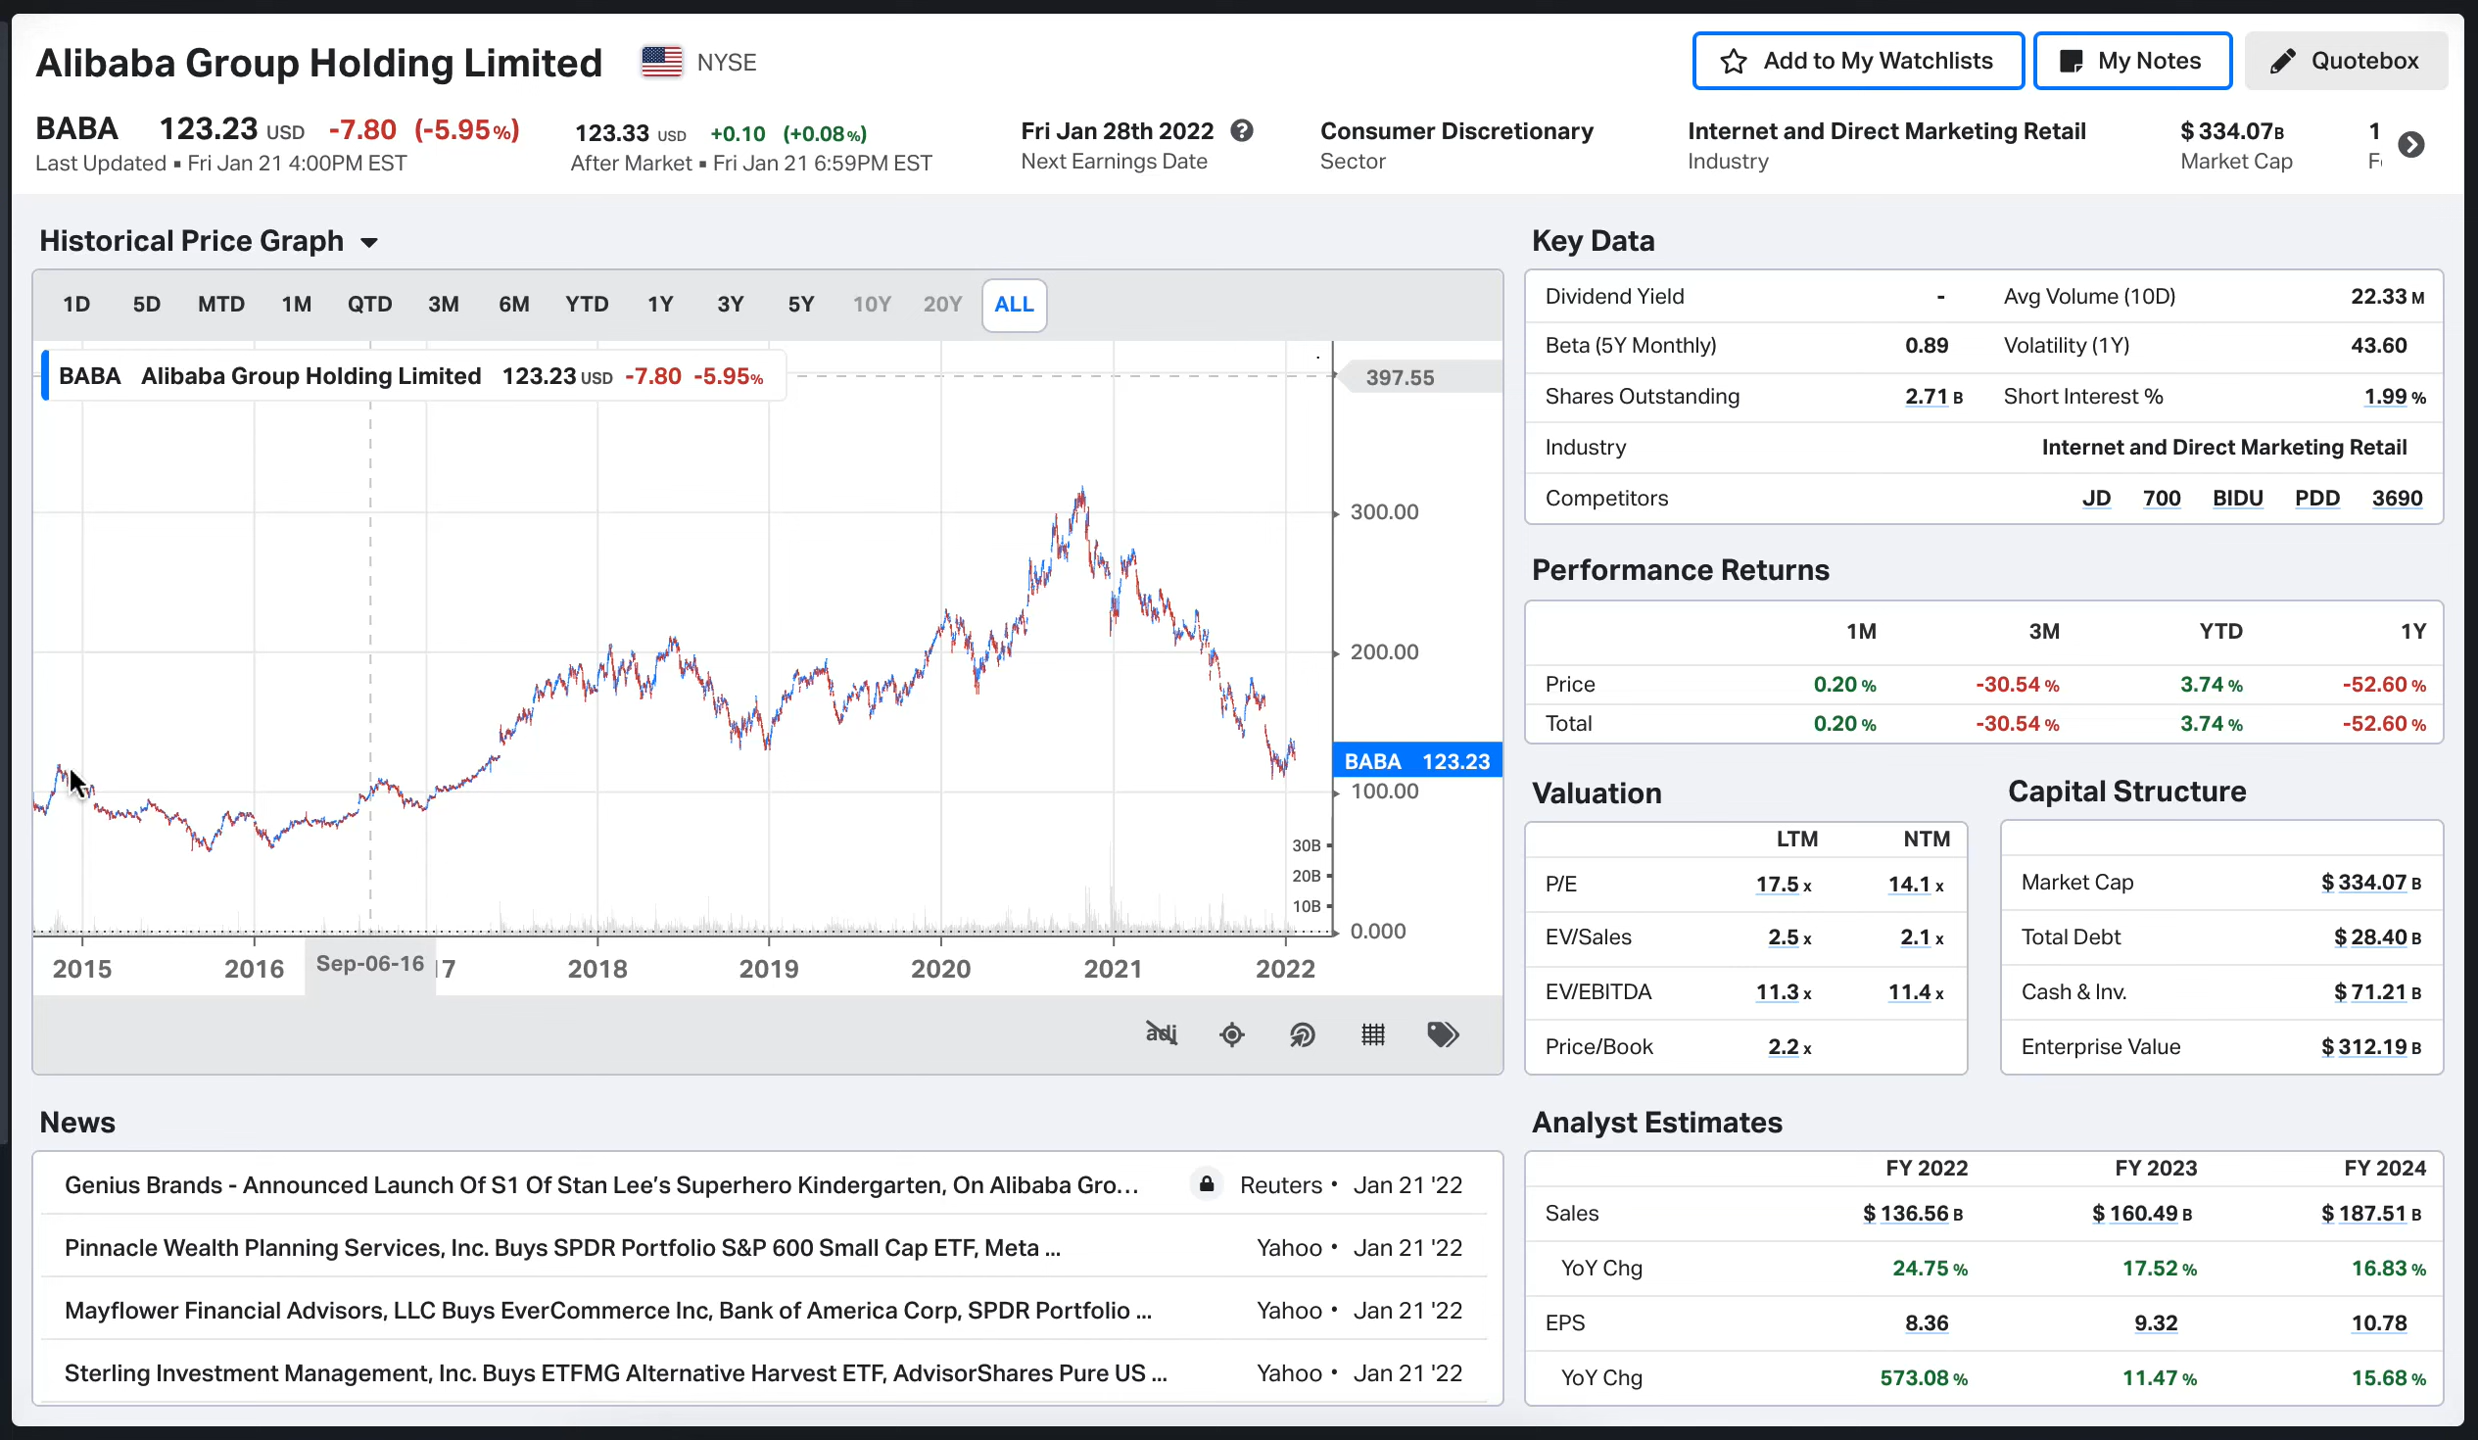 Alibaba Group Holding Limited NYSE
Add to My Watchlists My Notes Quotebox
BABA 123.23 USD -7.80 (-5.95%) 123.33 USD +0.10 (+0.08%) Fri Jan 28th 2022 Consumer Discretionary Internet and Direct Marketing Retail $ 334.07B 1
Last Updated ▪ Fri Jan 21 4:00PM EST After Market ▪ Fri Jan 21 6:59PM EST Next Earnings Date Sector Industry Market Cap
Historical Price Graph
1D 5D MTD 1M QTD 3M 6M YTD 1Y 3Y 5Y 10Y 20Y ALL
BABA Alibaba Group Holding Limited 123.23 USD -7.80 -5.95%
397.55
300.00
200.00
BABA 123.23
100.00
30B
20B
10B
0.000
2015 2016 Sep-06-16 17 2018 2019 2020 2021 2022
adj
Key Data
Dividend Yield - Avg Volume (10D) 22.33 M
Beta (5Y Monthly) 0.89 Volatility (1Y) 43.60
Shares Outstanding 2.71 B Short Interest % 1.99 %
Industry Internet and Direct Marketing Retail
Competitors JD 700 BIDU PDD 3690
Performance Returns
1M 3M YTD 1Y
Price 0.20 % -30.54 % 3.74 % -52.60 %
Total 0.20 % -30.54 % 3.74 % -52.60 %
Valuation
LTM NTM
P/E 17.5 x 14.1 x
EV/Sales 2.5 x 2.1 x
EV/EBITDA 11.3 x 11.4 x
Price/Book 2.2 x
Capital Structure
Market Cap $ 334.07 B
Total Debt $ 28.40 B
Cash & Inv. $ 71.21 B
Enterprise Value $ 312.19 B
News
Genius Brands - Announced Launch Of S1 Of Stan Lee’s Superhero Kindergarten, On Alibaba Gro... Reuters • Jan 21 '22
Pinnacle Wealth Planning Services, Inc. Buys SPDR Portfolio S&P 600 Small Cap ETF, Meta ... Yahoo • Jan 21 '22
Mayflower Financial Advisors, LLC Buys EverCommerce Inc, Bank of America Corp, SPDR Portfolio ... Yahoo • Jan 21 '22
Sterling Investment Management, Inc. Buys ETFMG Alternative Harvest ETF, AdvisorShares Pure US ... Yahoo • Jan 21 '22
Analyst Estimates
FY 2022 FY 2023 FY 2024
Sales $ 136.56 B $ 160.49 B $ 187.51 B
YoY Chg 24.75 % 17.52 % 16.83 %
EPS 8.36 9.32 10.78
YoY Chg 573.08 % 11.47 % 15.68 %